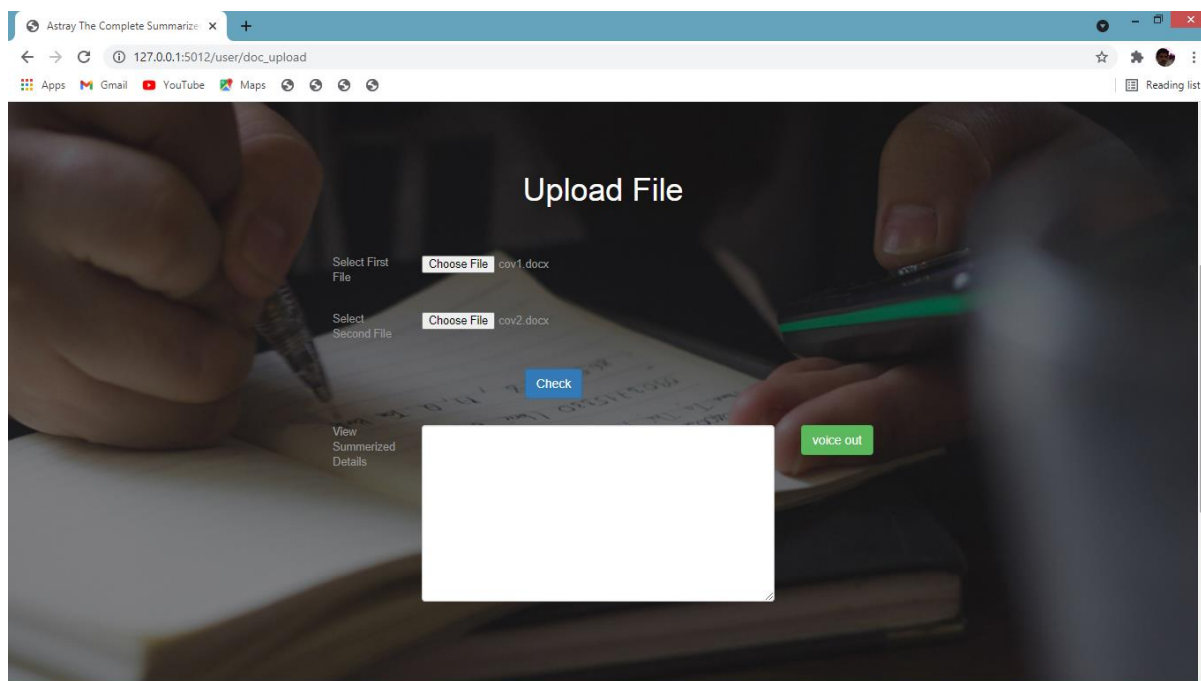 Astray The Complete Summarize
127.0.0.1:5012/user/doc_upload
Apps Gmail YouTube Maps Reading list
Upload File
Select First
File
Choose File cov1.docx
Select
Second File
Choose File cov2.docx
Check
View
Summerized
Details
voice out